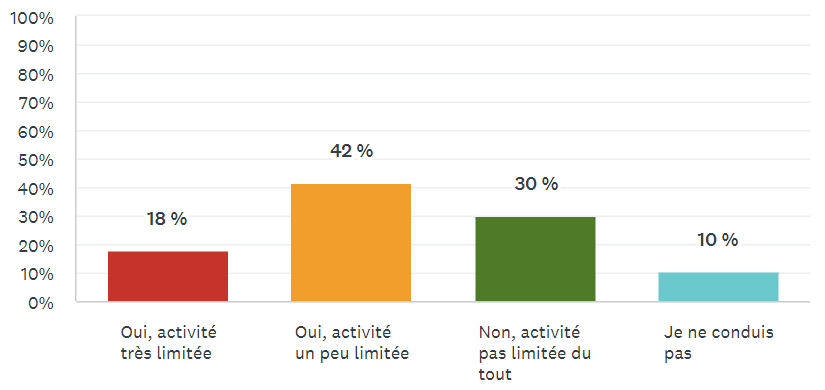 100%
90%
80%
70%
60%
50%
40%
30%
20%
10%
0%
18 %
42 %
30 %
10 %
Oui, activité
très limitée
Oui, activité
un peu limitée
Non, activité
pas limitée du
tout
Je ne conduis
pas